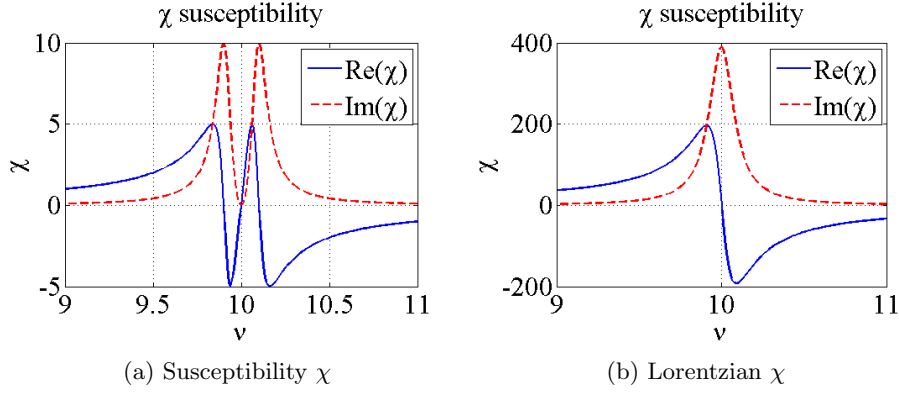 χ susceptibility
10
5
0
-5
χ
Re(χ)
Im(χ)
9
9.5
10
10.5
11
ν
(a) Susceptibility χ
χ susceptibility
400
200
0
-200
χ
Re(χ)
Im(χ)
9
10
11
ν
(b) Lorentzian χ